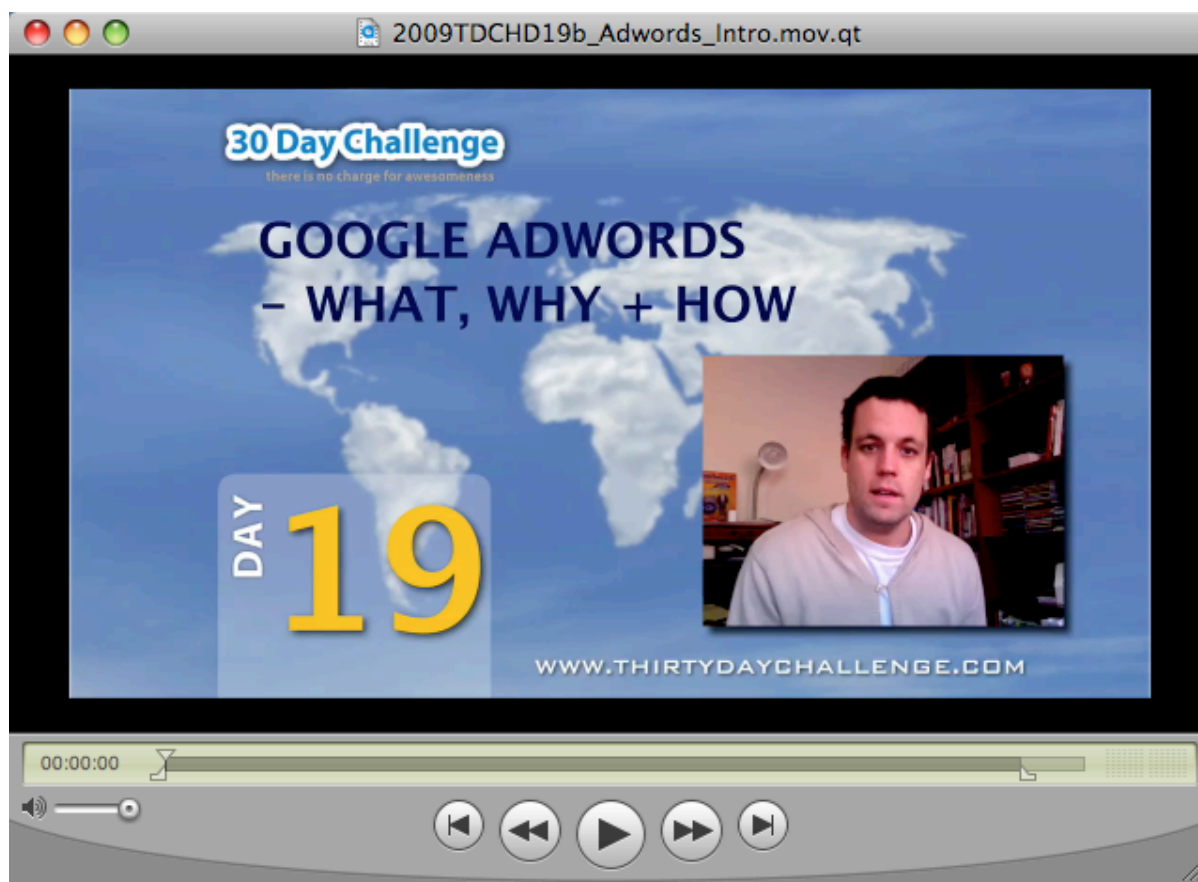 2009TDCHD19b_Adwords_Intro.mov.qt
30 Day Challenge
there is no charge for awesomeness
GOOGLE ADWORDS
– WHAT, WHY + HOW
DAY
19
WWW.THIRTYDAYCHALLENGE.COM
00:00:00